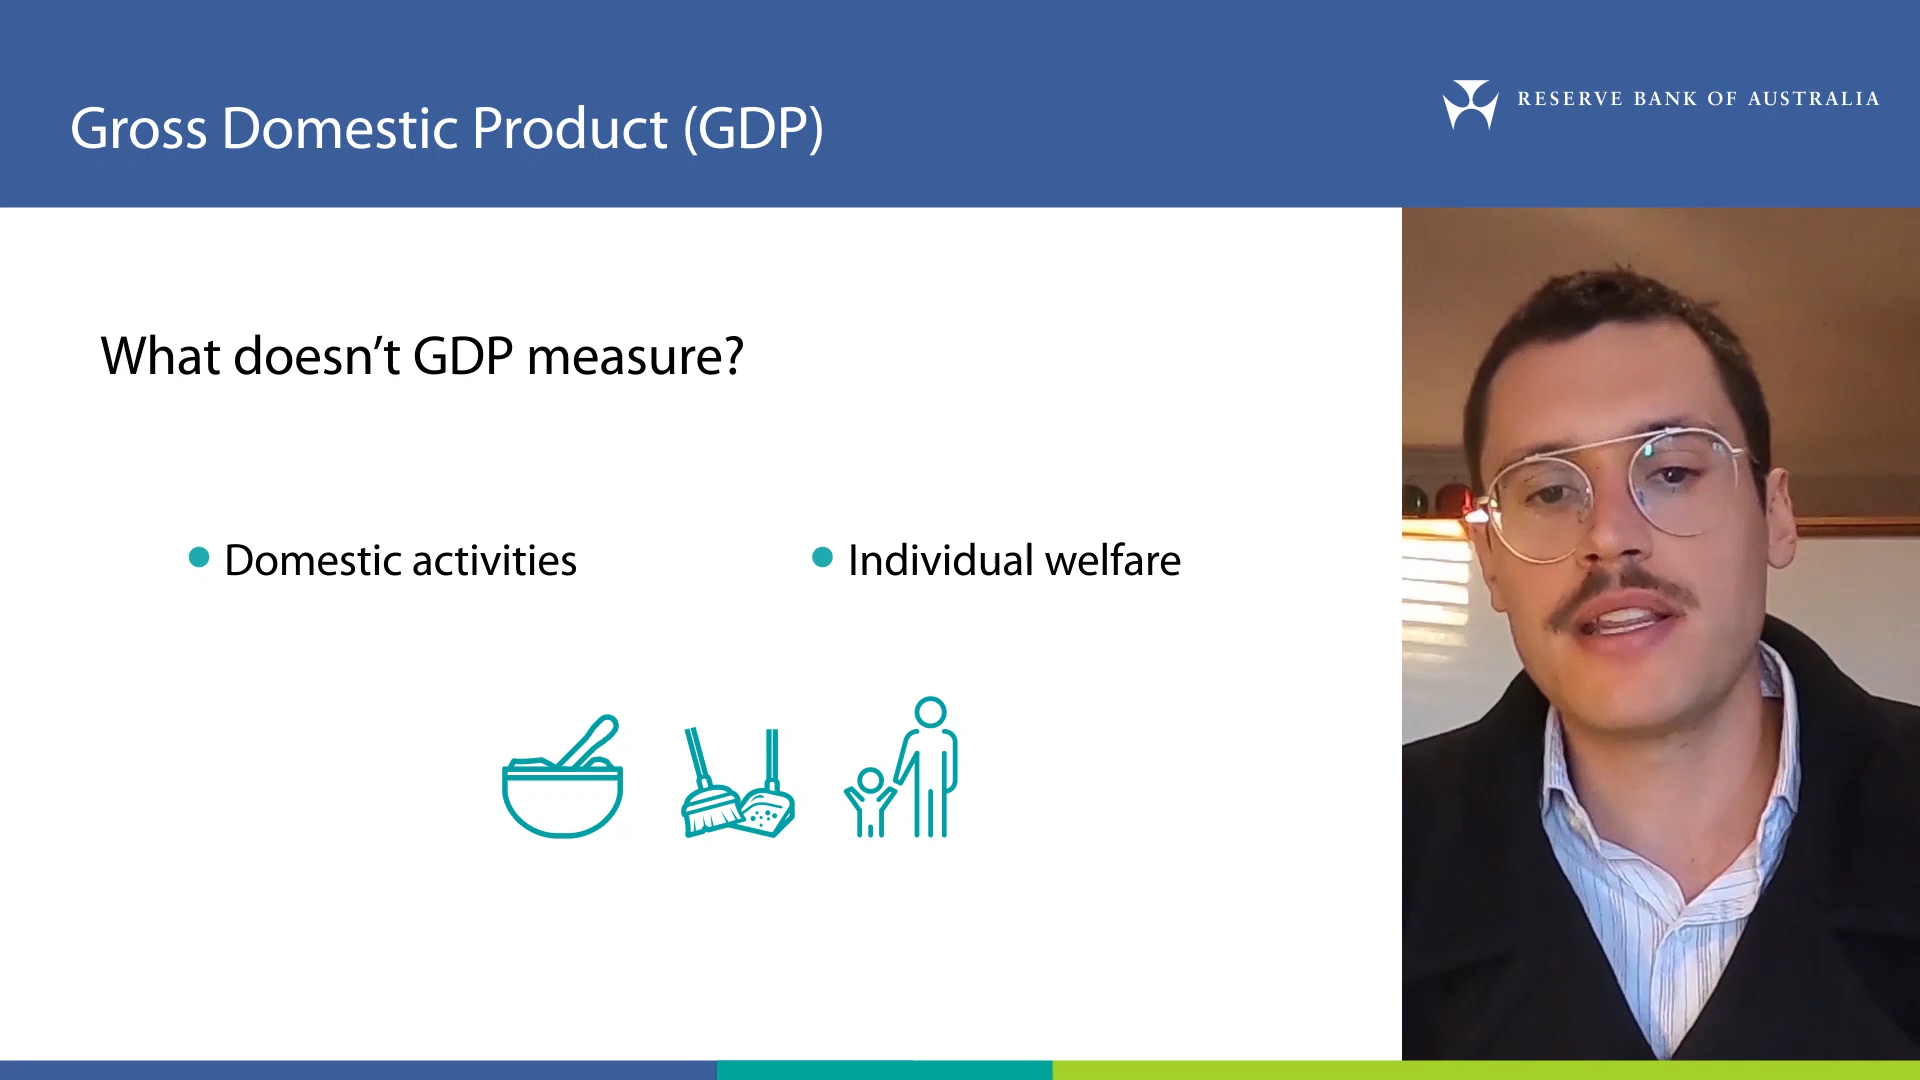 Gross Domestic Product (GDP)
RESERVE BANK OF AUSTRALIA
What doesn’t GDP measure?
Domestic activities
Individual welfare